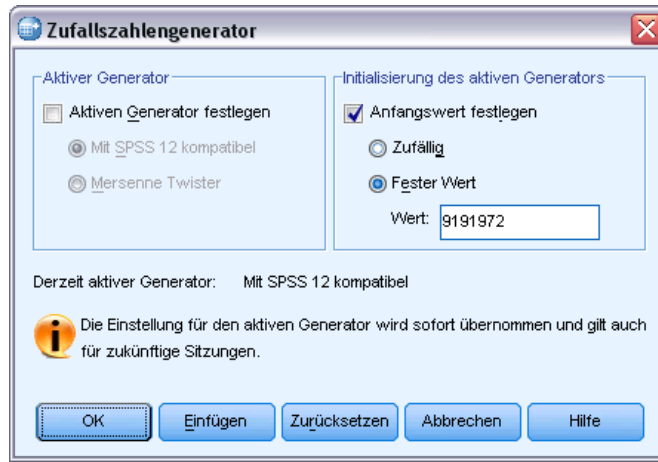 Zufallszahlengenerator
Aktiver Generator
Aktiven Generator festlegen
Mit SPSS 12 kompatibel
Mersenne Twister
Initialisierung des aktiven Generators
Anfangswert festlegen
Zufällig
Fester Wert
Wert: 9191972
Derzeit aktiver Generator: Mit SPSS 12 kompatibel
Die Einstellung für den aktiven Generator wird sofort übernommen und gilt auch
für zukünftige Sitzungen.
OK Einfügen Zurücksetzen Abbrechen Hilfe